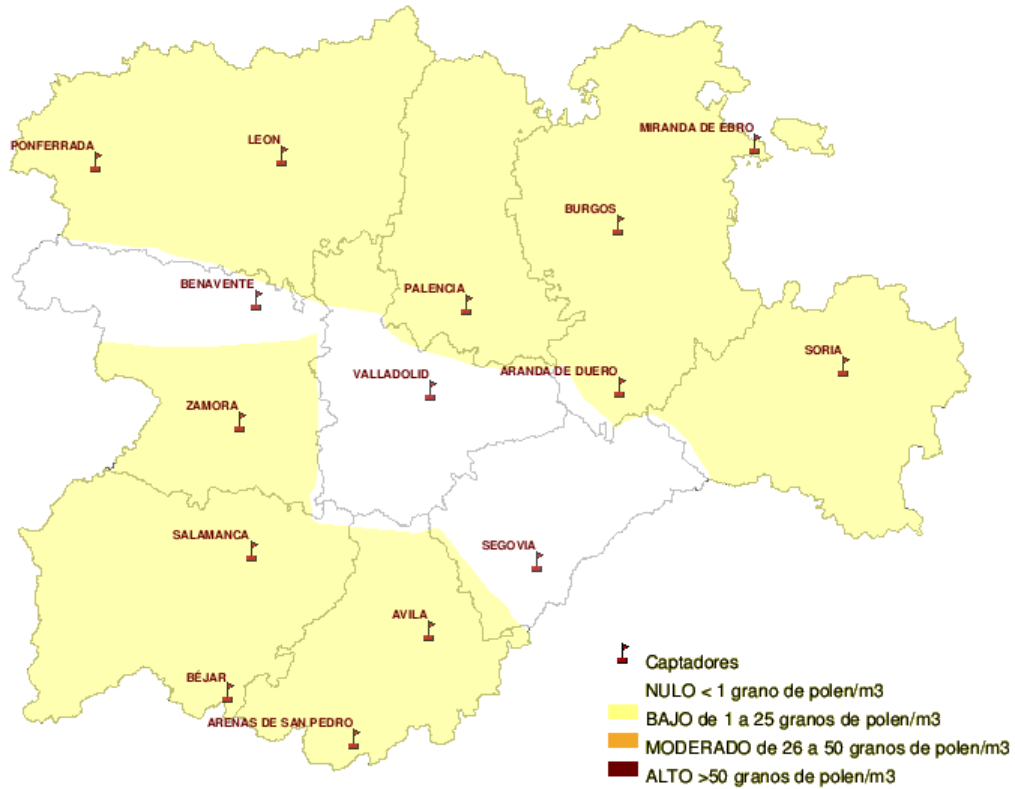 MIRANDA DE EBRO
PONFERRADA
LEON
BURGOS
BENAVENTE
PALENCIA
SORIA
VALLADOLID
ARANDA DE DUERO
ZAMORA
SALAMANCA
SEGOVIA
AVILA
BÉJAR
ARENAS DE SAN PEDRO
Captadores
NULO < 1 grano de polen/m3
BAJO de 1 a 25 granos de polen/m3
MODERADO de 26 a 50 granos de polen/m3
ALTO >50 granos de polen/m3